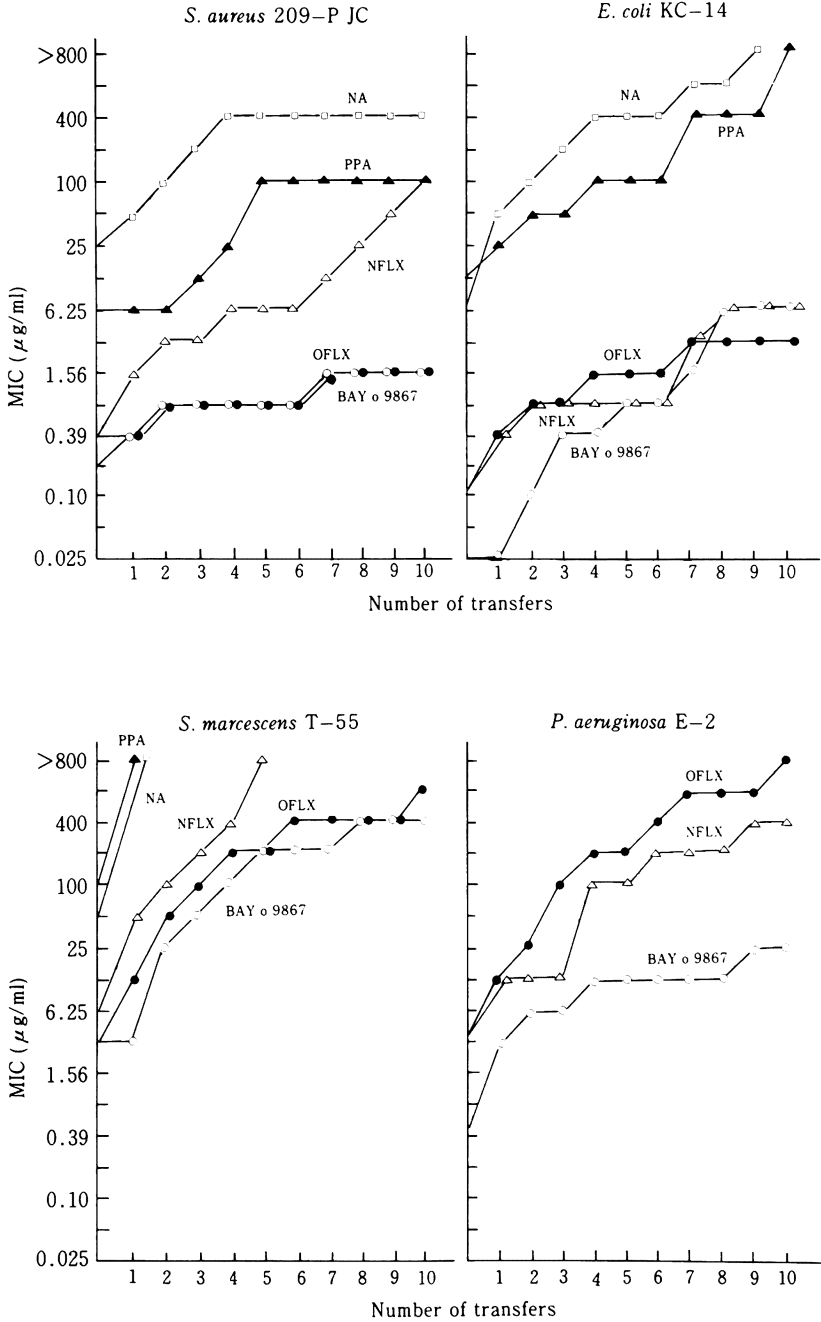 S. aureus 209-P JC
E. coli KC-14
MIC (μg/ml)
>800
400
100
25
6.25
1.56
0.39
0.10
0.025
NA
PPA
NFLX
OFLX
BAY o 9867
1 2 3 4 5 6 7 8 9 10
NA
PPA
OFLX
NFLX
BAY o 9867
1 2 3 4 5 6 7 8 9 10
Number of transfers
S. marcescens T-55
P. aeruginosa E-2
MIC (μg/ml)
>800
400
100
25
6.25
1.56
0.39
0.10
0.025
PPA
NA
NFLX
OFLX
BAY o 9867
1 2 3 4 5 6 7 8 9 10
OFLX
NFLX
BAY o 9867
1 2 3 4 5 6 7 8 9 10
Number of transfers